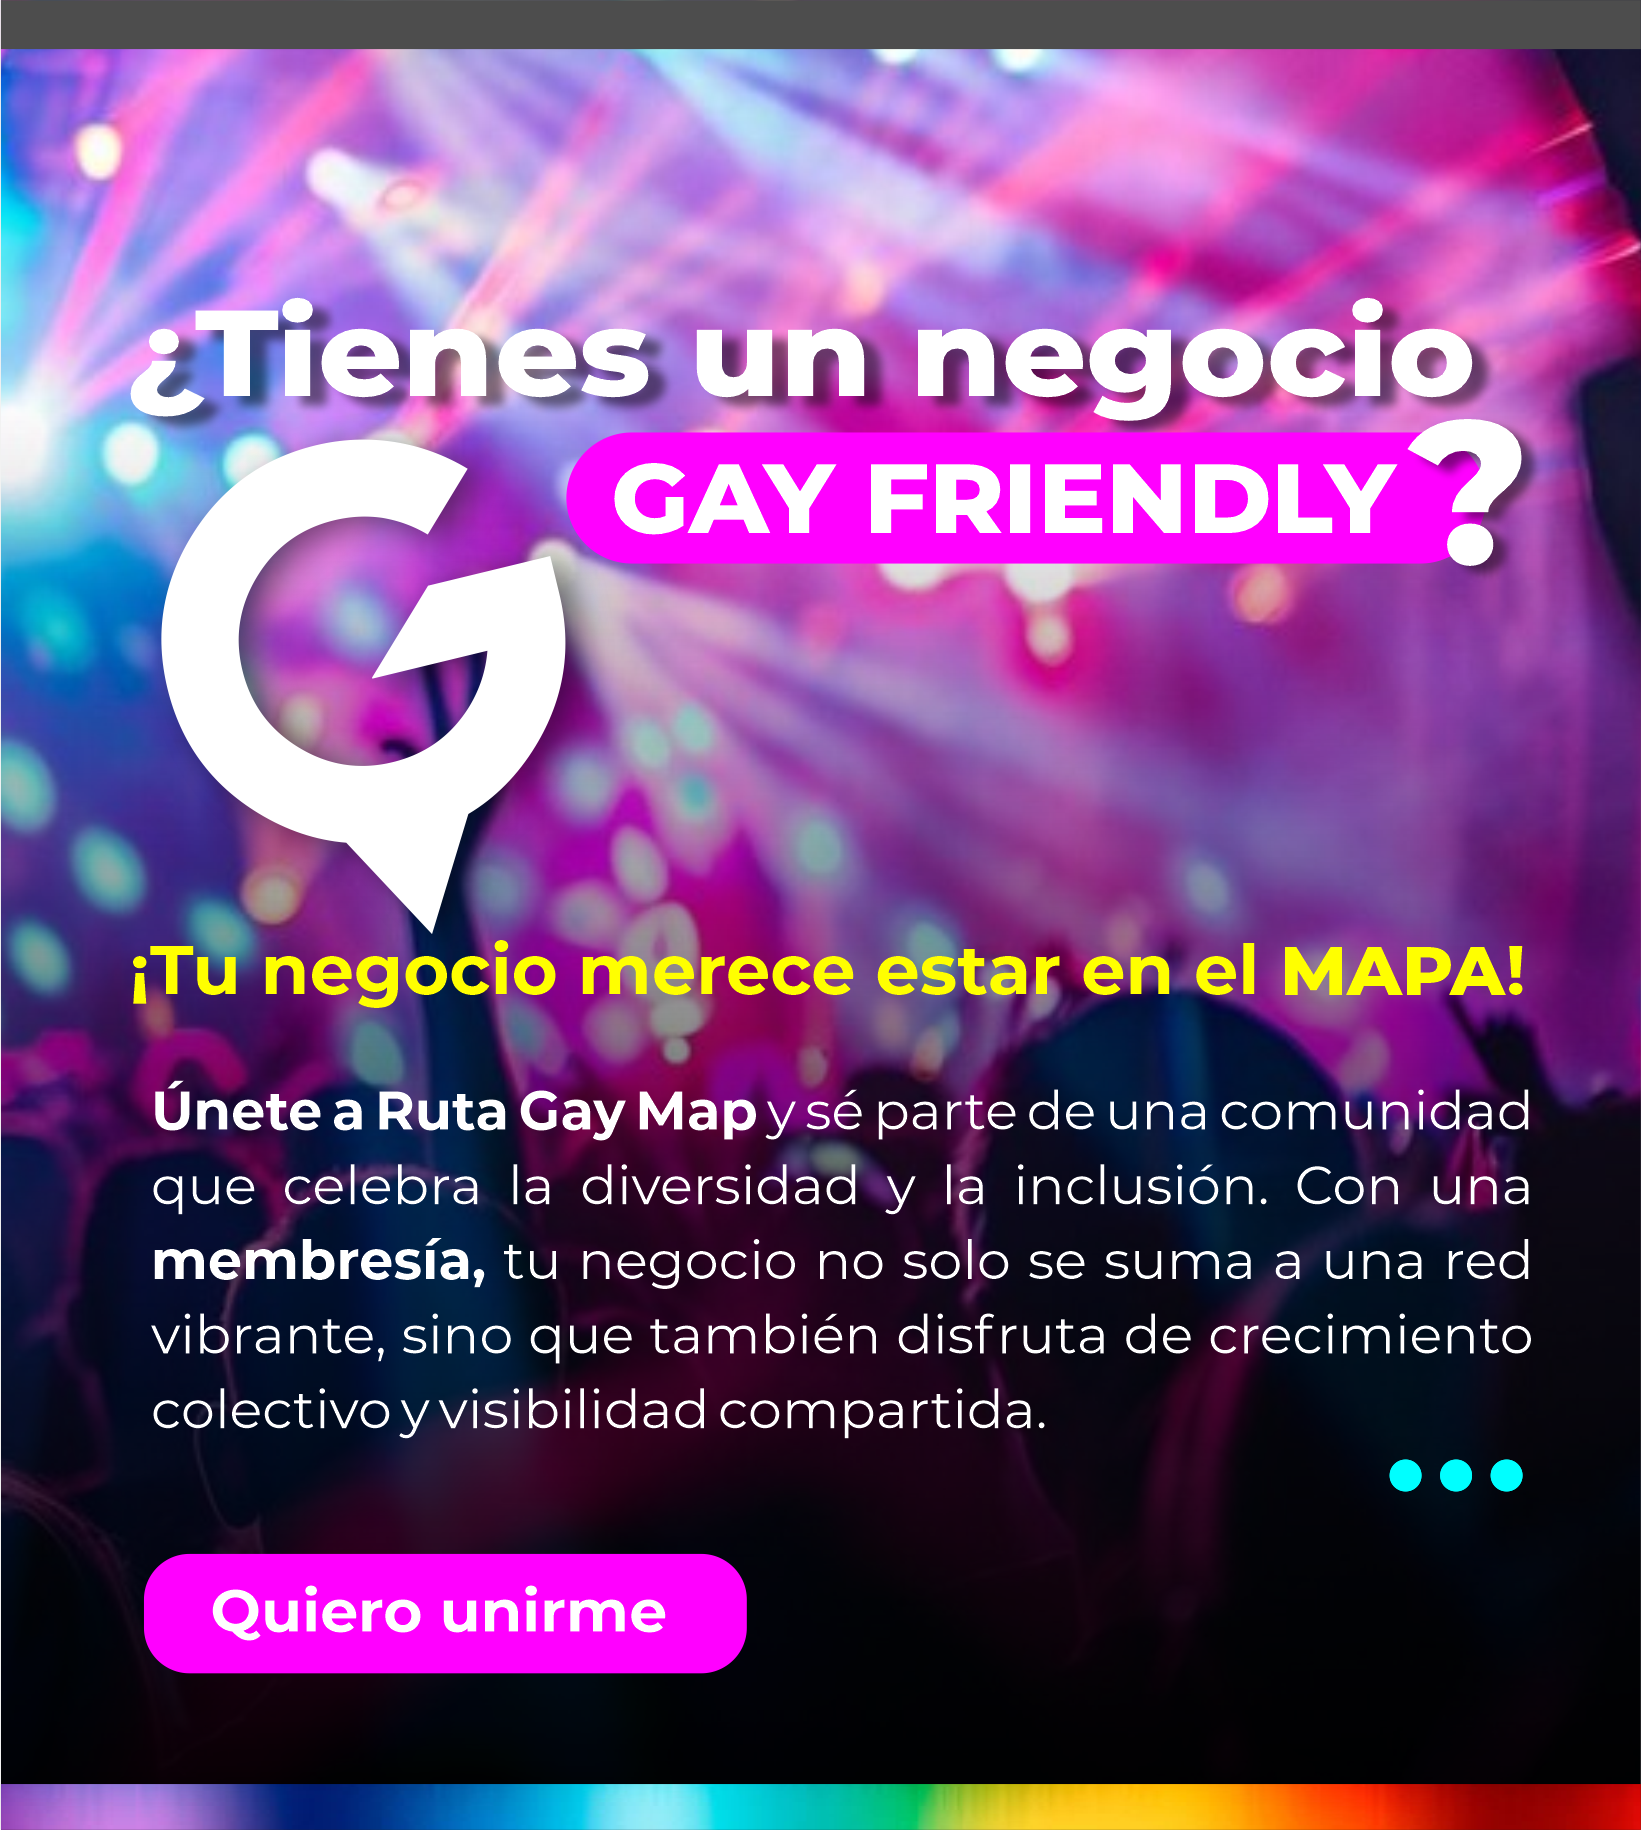 ¿Tienes un negocio
GAY FRIENDLY?
¡Tu negocio merece estar en el MAPA!
Únete a Ruta Gay Map y sé parte de una comunidad
que celebra la diversidad y la inclusión. Con una
membresía, tu negocio no solo se suma a una red
vibrante, sino que también disfruta de crecimiento
colectivo y visibilidad compartida.
Quiero unirme